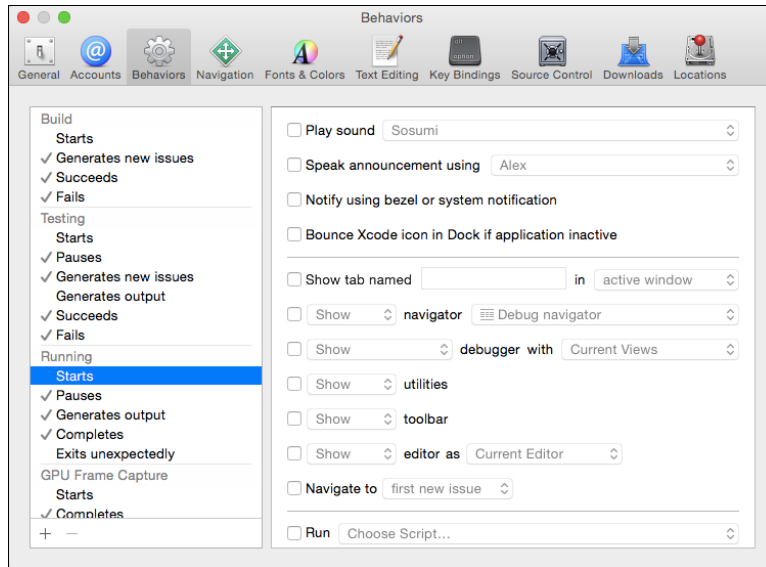 Behaviors
General Accounts Behaviors Navigation Fonts & Colors Text Editing Key Bindings Source Control Downloads Locations
alt
option
Build
Starts
✓ Generates new issues
✓ Succeeds
✓ Fails
Testing
Starts
✓ Pauses
✓ Generates new issues
Generates output
✓ Succeeds
✓ Fails
Running
Starts
✓ Pauses
✓ Generates output
✓ Completes
Exits unexpectedly
GPU Frame Capture
Starts
✓ Completes
+ −
Play sound Sosumi
Speak announcement using Alex
Notify using bezel or system notification
Bounce Xcode icon in Dock if application inactive
Show tab named in active window
Show navigator Debug navigator
Show debugger with Current Views
Show utilities
Show toolbar
Show editor as Current Editor
Navigate to first new issue
Run Choose Script...